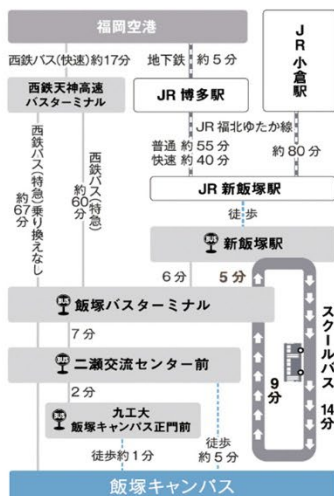 福岡空港
西鉄バス(快速)約17分
地下鉄 約5分
JR小倉駅
西鉄天神高速
バスターミナル
JR 博多駅
JR 福北ゆたか線
普通 約55分
快速 約40分
約80分
西鉄バス(特急)乗り換えなし
約67分
西鉄バス(特急)
約60分
JR 新飯塚駅
徒歩
BUS 新飯塚駅
6分
5分
BUS 飯塚バスターミナル
スクールバス
14分
9分
7分
BUS 二瀬交流センター前
2分
BUS 九工大
飯塚キャンパス正門前
徒歩約1分
徒歩
約5分
飯塚キャンパス